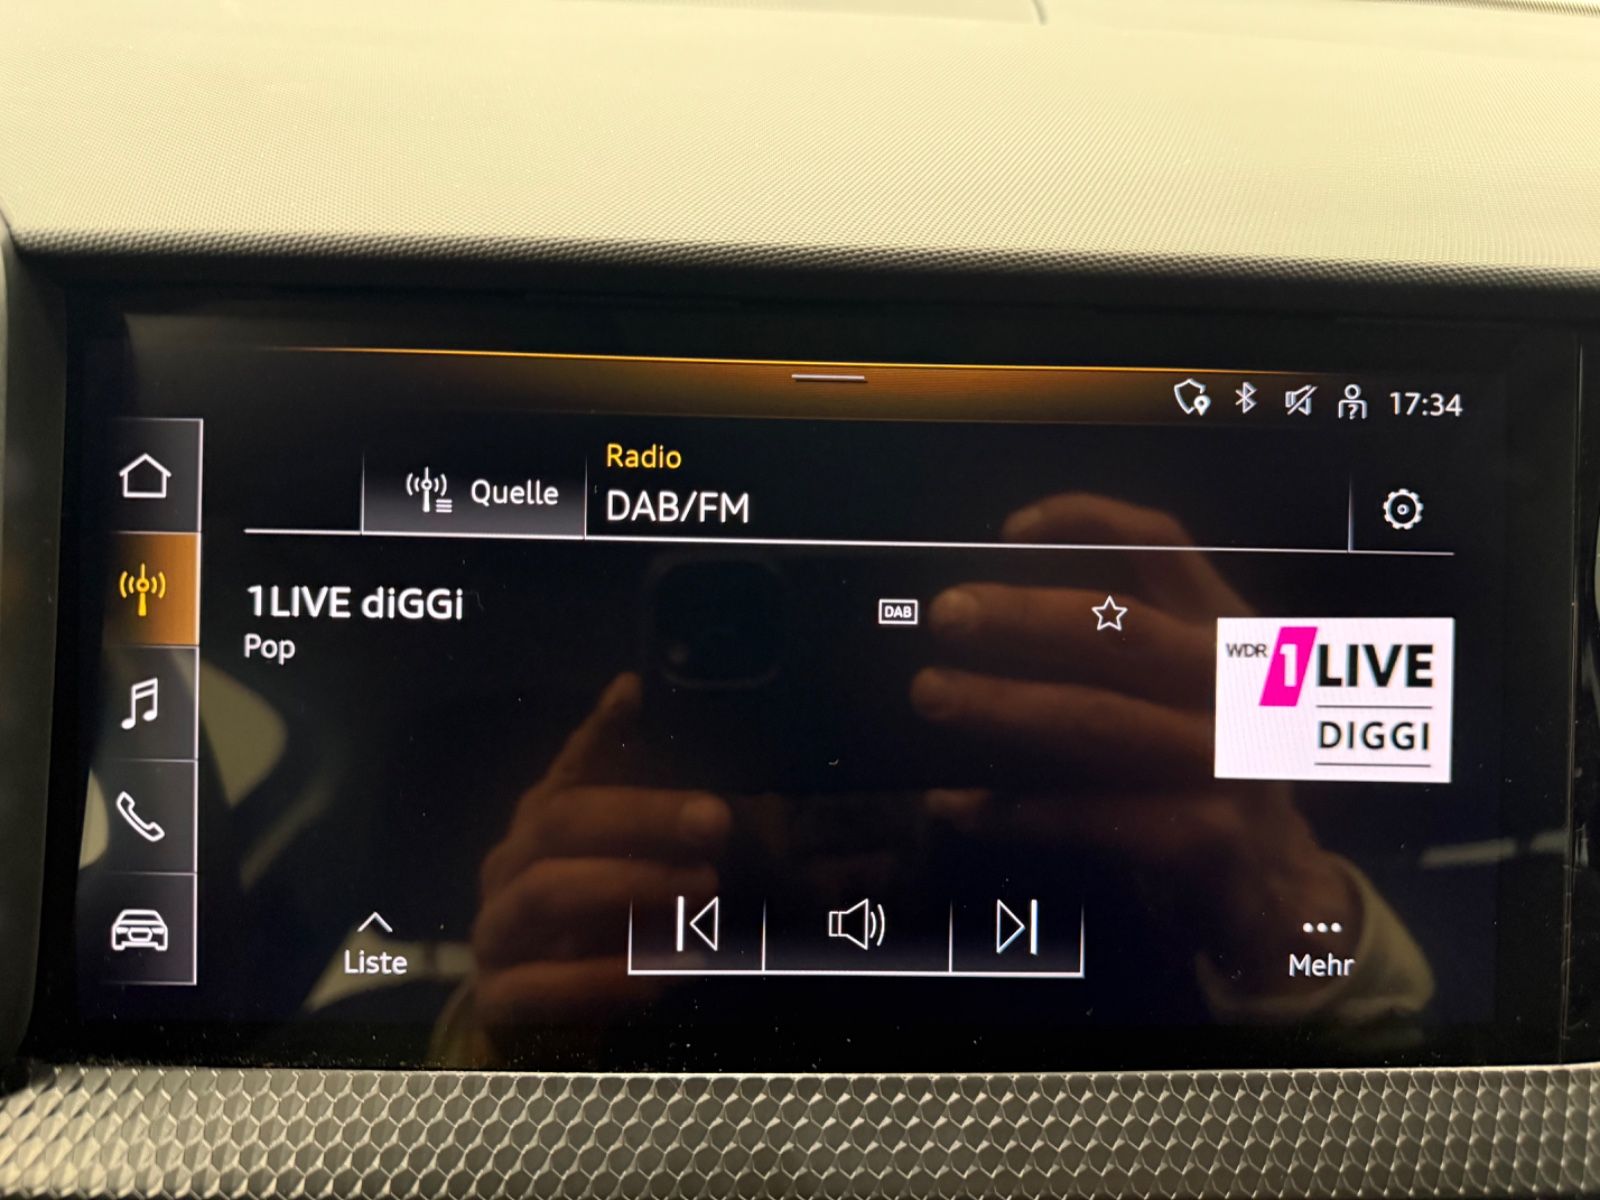 17:34
Quelle
Radio
DAB/FM
1LIVE diGGi
DAB
Pop
WDR 1LIVE
DIGGI
Liste
Mehr